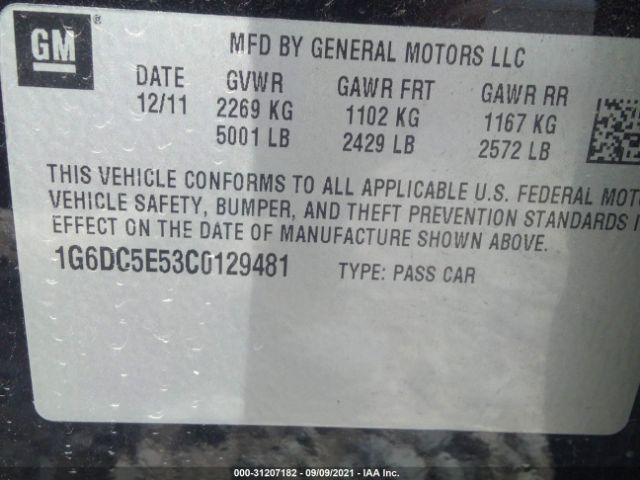 GM ®
MFD BY GENERAL MOTORS LLC
DATE GVWR GAWR FRT GAWR RR
12/11 2269 KG 1102 KG 1167 KG
5001 LB 2429 LB 2572 LB
THIS VEHICLE CONFORMS TO ALL APPLICABLE U.S. FEDERAL MOT
VEHICLE SAFETY, BUMPER, AND THEFT PREVENTION STANDARDS I
EFFECT ON THE DATE OF MANUFACTURE SHOWN ABOVE.
1G6DC5E53C0129481 TYPE: PASS CAR
000-31207182 - 09/09/2021 - IAA Inc.